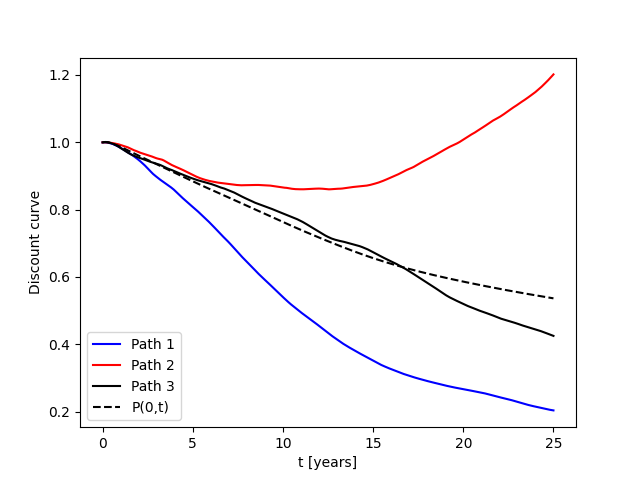 1.2
1.0
0.8
0.6
0.4
0.2
Discount curve
Path 1
Path 2
Path 3
P(0,t)
0 5 10 15 20 25
t [years]